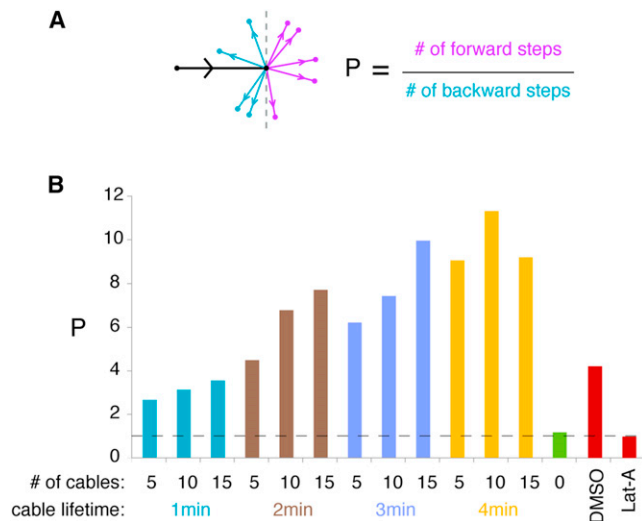 A
P = # of forward steps
# of backward steps
B
12
10
8
6
4
2
0
P
# of cables: 5 10 15 5 10 15 5 10 15 5 10 15 0 DMSO Lat-A
cable lifetime: 1min 2min 3min 4min